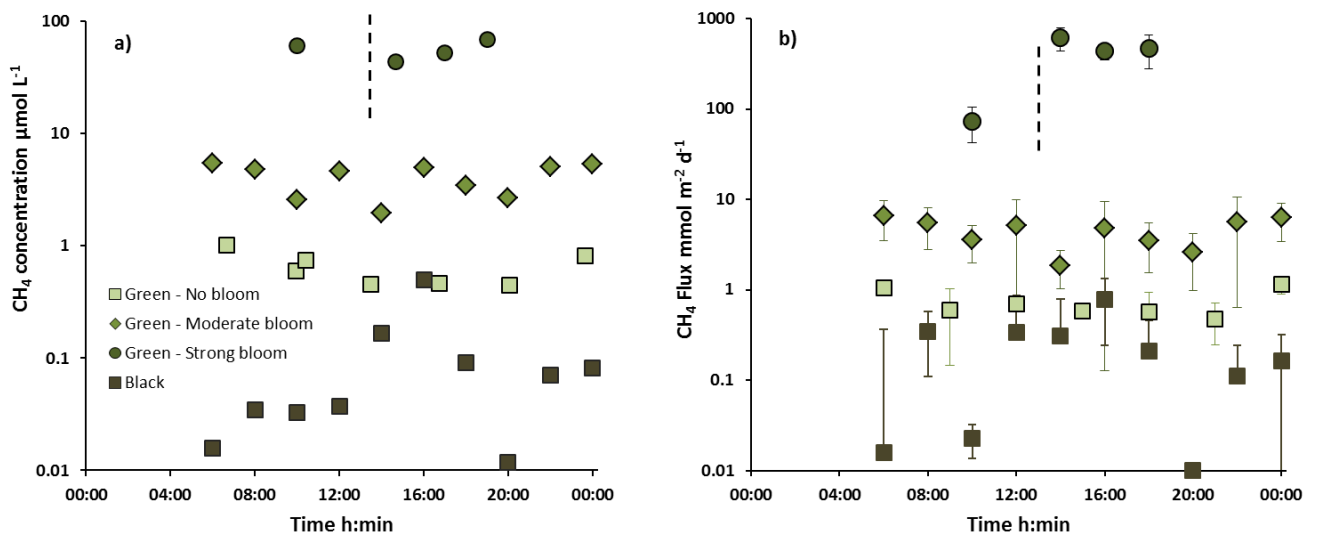 a)
CH4 concentration µmol L-1
100
10
1
0.1
0.01
Green - No bloom
Green - Moderate bloom
Green - Strong bloom
Black
00:00 04:00 08:00 12:00 16:00 20:00 00:00
Time h:min
b)
CH4 Flux mmol m-2 d-1
1000
100
10
1
0.1
0.01
00:00 04:00 08:00 12:00 16:00 20:00 00:00
Time h:min